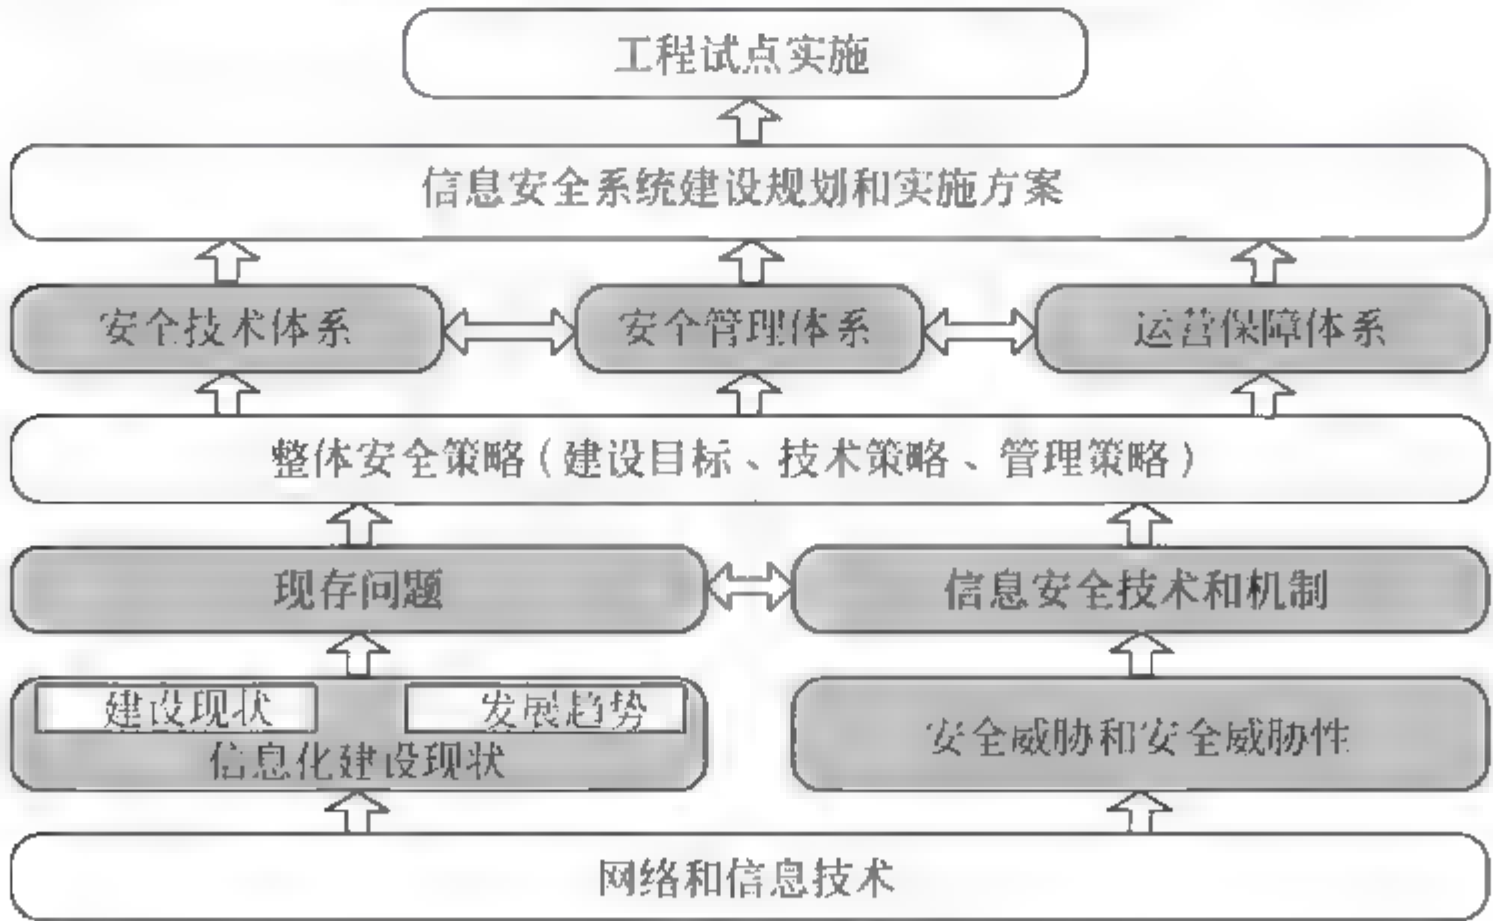 工程试点实施
信息安全系统建设规划和实施方案
安全技术体系
安全管理体系
运营保障体系
整体安全策略（建设目标、技术策略、管理策略）
现存问题
信息安全技术和机制
建设现状
发展趋势
信息化建设现状
安全威胁和安全威胁性
网络和信息技术